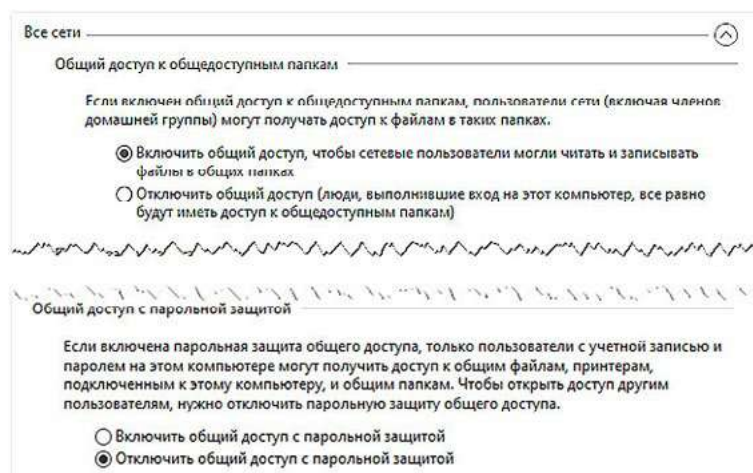 Все сети
Общий доступ к общедоступным папкам
Если включен общий доступ к общедоступным папкам, пользователи сети (включая членов
домашней группы) могут получать доступ к файлам в таких папках.
Включить общий доступ, чтобы сетевые пользователи могли читать и записывать
файлы в общих папках
Отключить общий доступ (люди, выполнившие вход на этот компьютер, все равно
будут иметь доступ к общедоступным папкам)
Общий доступ с парольной защитой
Если включена парольная защита общего доступа, только пользователи с учетной записью и
паролем на этом компьютере могут получить доступ к общим файлам, принтерам,
подключенным к этому компьютеру, и общим папкам. Чтобы открыть доступ другим
пользователям, нужно отключить парольную защиту общего доступа.
Включить общий доступ с парольной защитой
Отключить общий доступ с парольной защитой